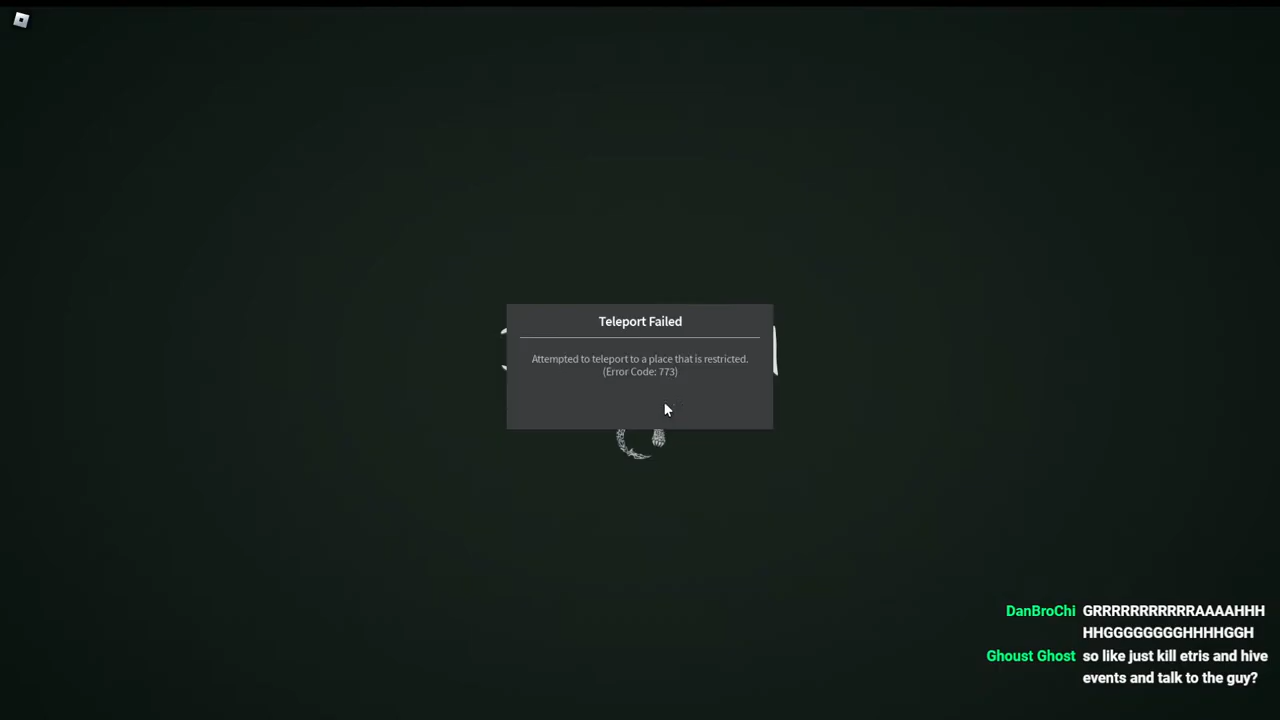 Teleport Failed
Attempted to teleport to a place that is restricted.
(Error Code: 773)
DanBroChi GRRRRRRRRRRRAAAAHHH
HHGGGGGGGGHHHHGGH
Ghoust Ghost so like just kill etris and hive
events and talk to the guy?